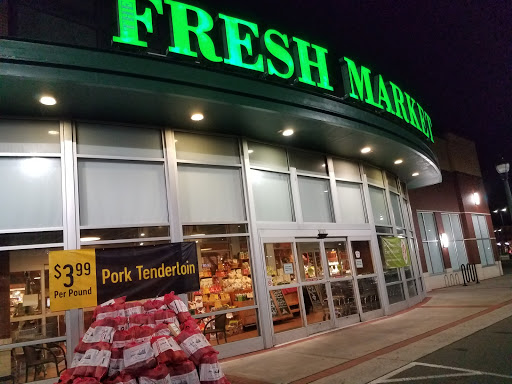 FRESH MARKET
$3.99
Per Pound
Pork Tenderloin